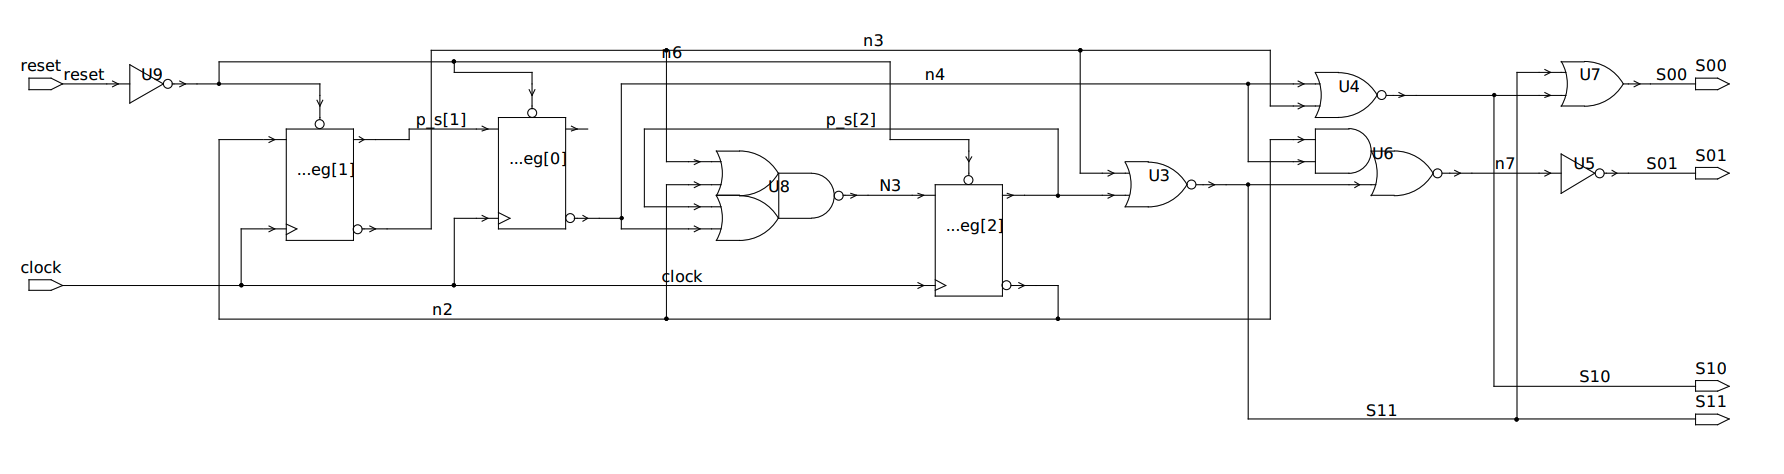 reset
reset
U9
n6
n3
n4
U4
U7
S00
S00
p_s[1]
p_s[2]
...eg[1]
...eg[0]
U8
N3
...eg[2]
U3
U6
n7
U5
S01
S01
clock
clock
n2
S10
S10
S11
S11